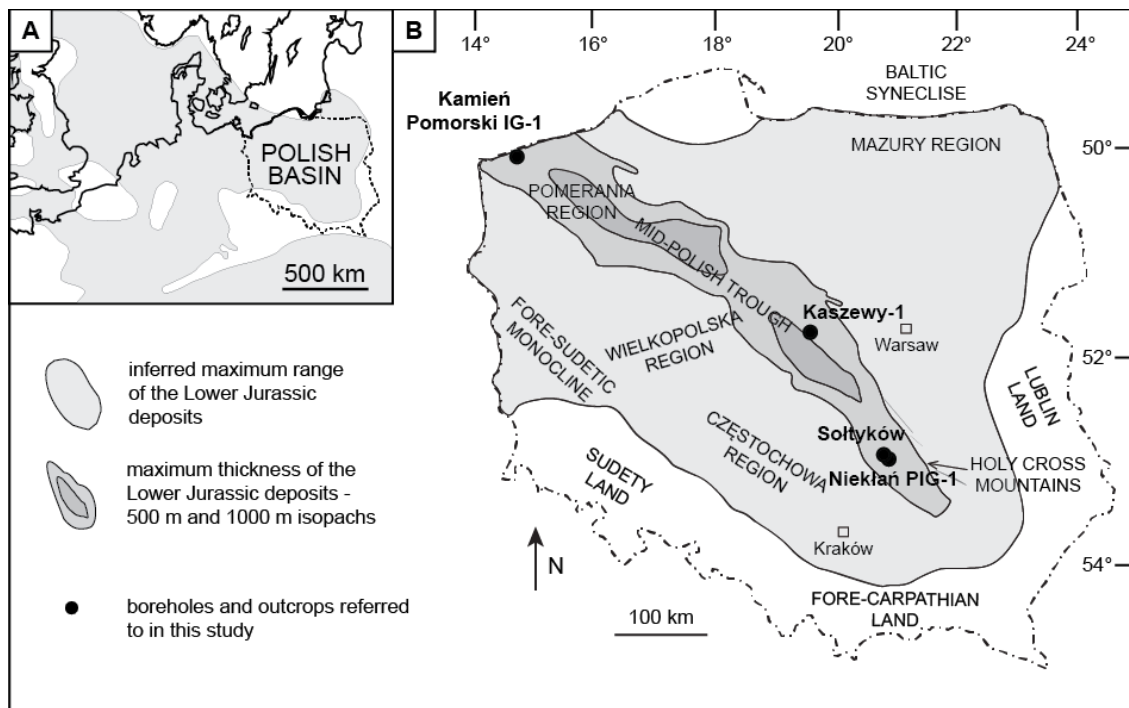 A
POLISH
BASIN
500 km
inferred maximum range
of the Lower Jurassic
deposits
maximum thickness of the
Lower Jurassic deposits -
500 m and 1000 m isopachs
boreholes and outcrops referred
to in this study
B
14°
16°
18°
20°
22°
24°
50°
52°
54°
BALTIC
SYNECLISE
Kamień
Pomorski IG-1
MAZURY REGION
POMERANIA
REGION
MID-POLISH TROUGH
Kaszewy-1
Warsaw
FORE-SUDETIC
MONOCLINE
WIELKOPOLSKA
REGION
LUBLIN
LAND
CZĘSTOCHOWA
REGION
Sołtyków
Niekłań PIG-1
HOLY CROSS
MOUNTAINS
SUDETY
LAND
Kraków
N
100 km
FORE-CARPATHIAN
LAND